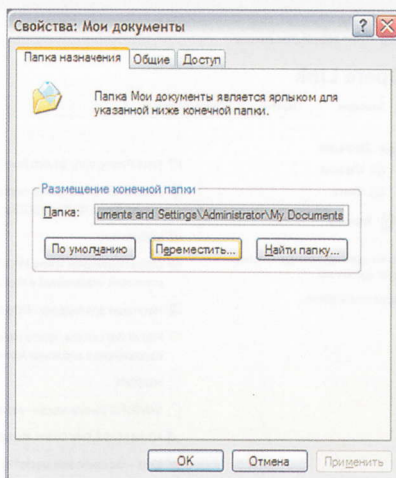 Свойства: Мои документы
Папка назначения Общие Доступ
Папка Мои документы является ярлыком для
указанной ниже конечной папки.
Размещение конечной папки
Папка: uments and Settings\Administrator\My Documents
По умолчанию Переместить... Найти папку...
OK Отмена Применить